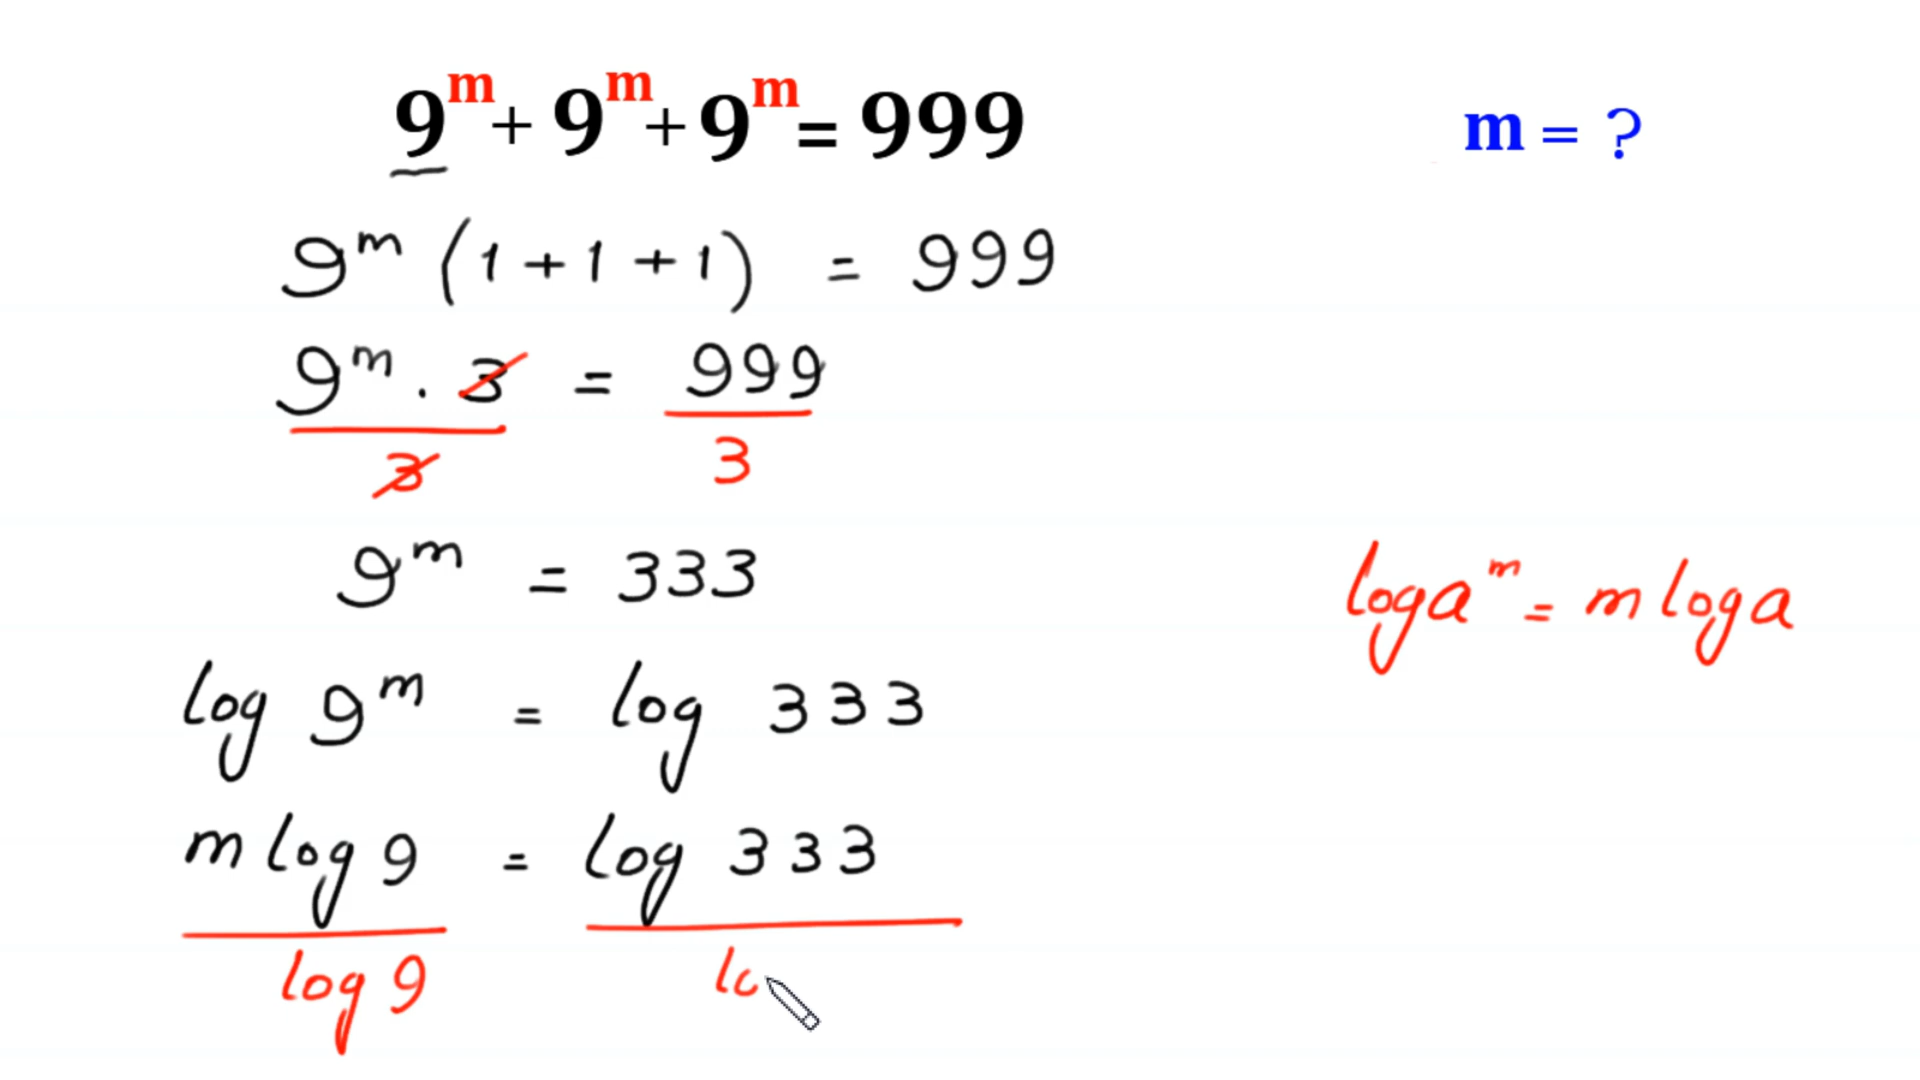 9^m + 9^m + 9^m = 999
m = ?
9^m (1 + 1 + 1) = 999
9^m . 3 = 999
3 3
9^m = 333
log a^m = m log a
log 9^m = log 333
m log 9 = log 333
log 9 lo